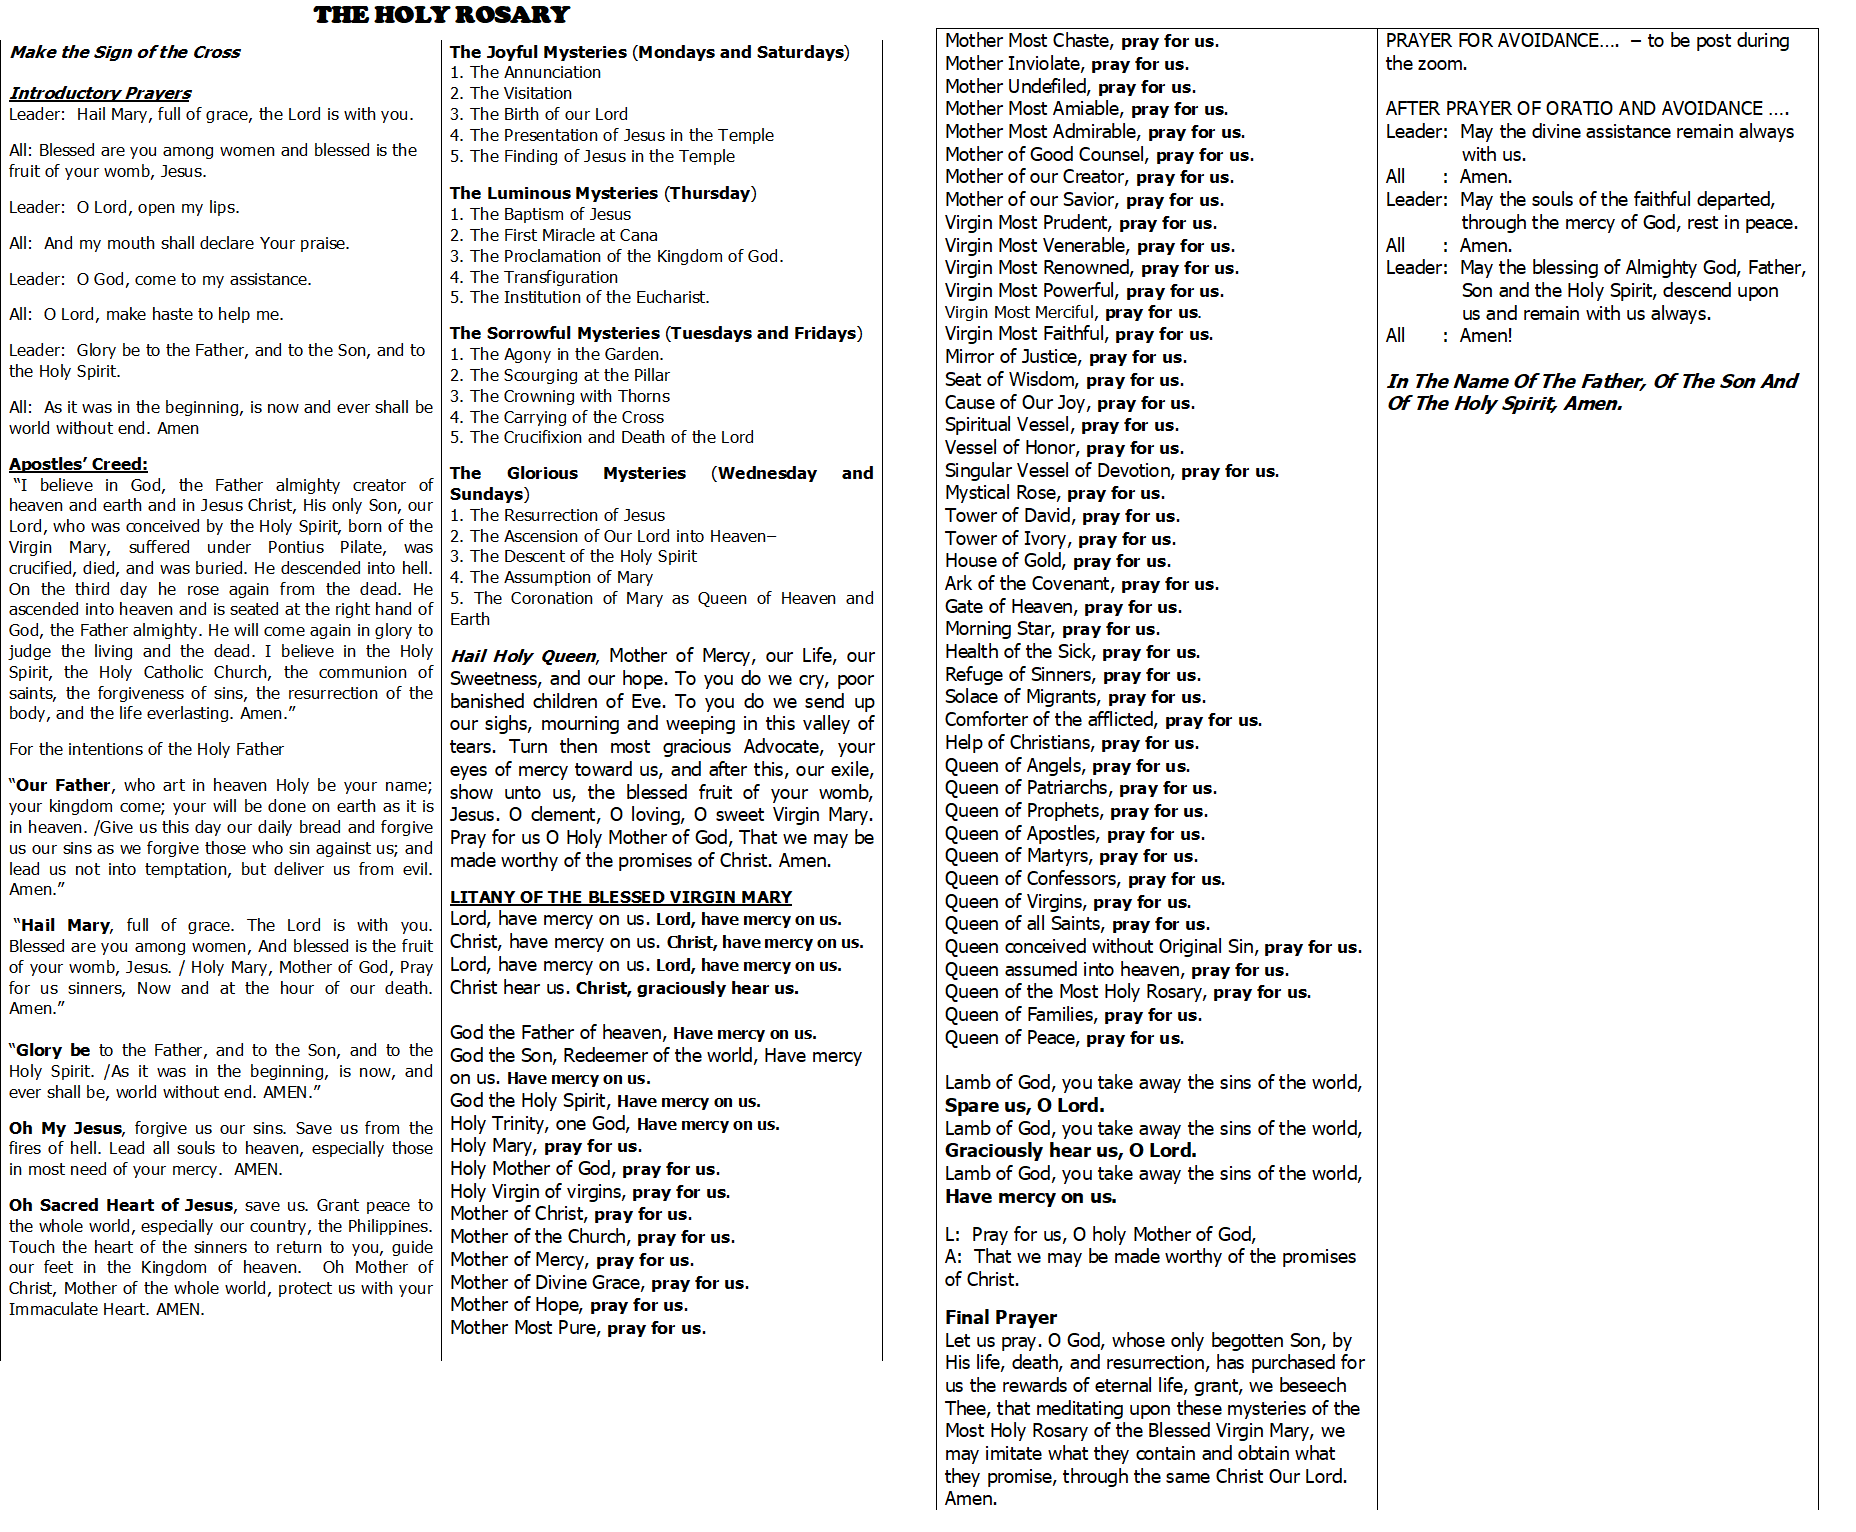 THE HOLY ROSARY
Make the Sign of the Cross
Introductory Prayers
Leader:  Hail Mary, full of grace, the Lord is with you.
All: Blessed are you among women and blessed is the
fruit of your womb, Jesus.
Leader:  O Lord, open my lips.
All:  And my mouth shall declare Your praise.
Leader:  O God, come to my assistance.
All:  O Lord, make haste to help me.
Leader:  Glory be to the Father, and to the Son, and to
the Holy Spirit.
All:  As it was in the beginning, is now and ever shall be
world without end. Amen
Apostles’ Creed:
“I believe in God, the Father almighty creator of
heaven and earth and in Jesus Christ, His only Son, our
Lord, who was conceived by the Holy Spirit, born of the
Virgin Mary, suffered under Pontius Pilate, was
crucified, died, and was buried. He descended into hell.
On the third day he rose again from the dead. He
ascended into heaven and is seated at the right hand of
God, the Father almighty. He will come again in glory to
judge the living and the dead. I believe in the Holy
Spirit, the Holy Catholic Church, the communion of
saints, the forgiveness of sins, the resurrection of the
body, and the life everlasting. Amen.”
For the intentions of the Holy Father
“Our Father, who art in heaven Holy be your name;
your kingdom come; your will be done on earth as it is
in heaven. /Give us this day our daily bread and forgive
us our sins as we forgive those who sin against us; and
lead us not into temptation, but deliver us from evil.
Amen.”
“Hail Mary, full of grace. The Lord is with you.
Blessed are you among women, And blessed is the fruit
of your womb, Jesus. / Holy Mary, Mother of God, Pray
for us sinners, Now and at the hour of our death.
Amen.”
“Glory be to the Father, and to the Son, and to the
Holy Spirit. /As it was in the beginning, is now, and
ever shall be, world without end. AMEN.”
Oh My Jesus, forgive us our sins. Save us from the
fires of hell. Lead all souls to heaven, especially those
in most need of your mercy.  AMEN.
Oh Sacred Heart of Jesus, save us. Grant peace to
the whole world, especially our country, the Philippines.
Touch the heart of the sinners to return to you, guide
our feet in the Kingdom of heaven.  Oh Mother of
Christ, Mother of the whole world, protect us with your
Immaculate Heart. AMEN.
The Joyful Mysteries (Mondays and Saturdays)
1. The Annunciation
2. The Visitation
3. The Birth of our Lord
4. The Presentation of Jesus in the Temple
5. The Finding of Jesus in the Temple
The Luminous Mysteries (Thursday)
1. The Baptism of Jesus
2. The First Miracle at Cana
3. The Proclamation of the Kingdom of God.
4. The Transfiguration
5. The Institution of the Eucharist.
The Sorrowful Mysteries (Tuesdays and Fridays)
1. The Agony in the Garden.
2. The Scourging at the Pillar
3. The Crowning with Thorns
4. The Carrying of the Cross
5. The Crucifixion and Death of the Lord
The Glorious Mysteries (Wednesday and
Sundays)
1. The Resurrection of Jesus
2. The Ascension of Our Lord into Heaven–
3. The Descent of the Holy Spirit
4. The Assumption of Mary
5. The Coronation of Mary as Queen of Heaven and
Earth
Hail Holy Queen, Mother of Mercy, our Life, our
Sweetness, and our hope. To you do we cry, poor
banished children of Eve. To you do we send up
our sighs, mourning and weeping in this valley of
tears. Turn then most gracious Advocate, your
eyes of mercy toward us, and after this, our exile,
show unto us, the blessed fruit of your womb,
Jesus. O clement, O loving, O sweet Virgin Mary.
Pray for us O Holy Mother of God, That we may be
made worthy of the promises of Christ. Amen.
LITANY OF THE BLESSED VIRGIN MARY
Lord, have mercy on us. Lord, have mercy on us.
Christ, have mercy on us. Christ, have mercy on us.
Lord, have mercy on us. Lord, have mercy on us.
Christ hear us. Christ, graciously hear us.
God the Father of heaven, Have mercy on us.
God the Son, Redeemer of the world, Have mercy
on us. Have mercy on us.
God the Holy Spirit, Have mercy on us.
Holy Trinity, one God, Have mercy on us.
Holy Mary, pray for us.
Holy Mother of God, pray for us.
Holy Virgin of virgins, pray for us.
Mother of Christ, pray for us.
Mother of the Church, pray for us.
Mother of Mercy, pray for us.
Mother of Divine Grace, pray for us.
Mother of Hope, pray for us.
Mother Most Pure, pray for us.
Mother Most Chaste, pray for us.
Mother Inviolate, pray for us.
Mother Undefiled, pray for us.
Mother Most Amiable, pray for us.
Mother Most Admirable, pray for us.
Mother of Good Counsel, pray for us.
Mother of our Creator, pray for us.
Mother of our Savior, pray for us.
Virgin Most Prudent, pray for us.
Virgin Most Venerable, pray for us.
Virgin Most Renowned, pray for us.
Virgin Most Powerful, pray for us.
Virgin Most Merciful, pray for us.
Virgin Most Faithful, pray for us.
Mirror of Justice, pray for us.
Seat of Wisdom, pray for us.
Cause of Our Joy, pray for us.
Spiritual Vessel, pray for us.
Vessel of Honor, pray for us.
Singular Vessel of Devotion, pray for us.
Mystical Rose, pray for us.
Tower of David, pray for us.
Tower of Ivory, pray for us.
House of Gold, pray for us.
Ark of the Covenant, pray for us.
Gate of Heaven, pray for us.
Morning Star, pray for us.
Health of the Sick, pray for us.
Refuge of Sinners, pray for us.
Solace of Migrants, pray for us.
Comforter of the afflicted, pray for us.
Help of Christians, pray for us.
Queen of Angels, pray for us.
Queen of Patriarchs, pray for us.
Queen of Prophets, pray for us.
Queen of Apostles, pray for us.
Queen of Martyrs, pray for us.
Queen of Confessors, pray for us.
Queen of Virgins, pray for us.
Queen of all Saints, pray for us.
Queen conceived without Original Sin, pray for us.
Queen assumed into heaven, pray for us.
Queen of the Most Holy Rosary, pray for us.
Queen of Families, pray for us.
Queen of Peace, pray for us.
Lamb of God, you take away the sins of the world,
Spare us, O Lord.
Lamb of God, you take away the sins of the world,
Graciously hear us, O Lord.
Lamb of God, you take away the sins of the world,
Have mercy on us.
L:  Pray for us, O holy Mother of God,
A:  That we may be made worthy of the promises
of Christ.
Final Prayer
Let us pray. O God, whose only begotten Son, by
His life, death, and resurrection, has purchased for
us the rewards of eternal life, grant, we beseech
Thee, that meditating upon these mysteries of the
Most Holy Rosary of the Blessed Virgin Mary, we
may imitate what they contain and obtain what
they promise, through the same Christ Our Lord.
Amen.
PRAYER FOR AVOIDANCE….  – to be post during
the zoom.
AFTER PRAYER OF ORATIO AND AVOIDANCE ….
Leader:  May the divine assistance remain always
with us.
All      :  Amen.
Leader:  May the souls of the faithful departed,
through the mercy of God, rest in peace.
All      :  Amen.
Leader:  May the blessing of Almighty God, Father,
Son and the Holy Spirit, descend upon
us and remain with us always.
All      :  Amen!
In The Name Of The Father, Of The Son And
Of The Holy Spirit, Amen.